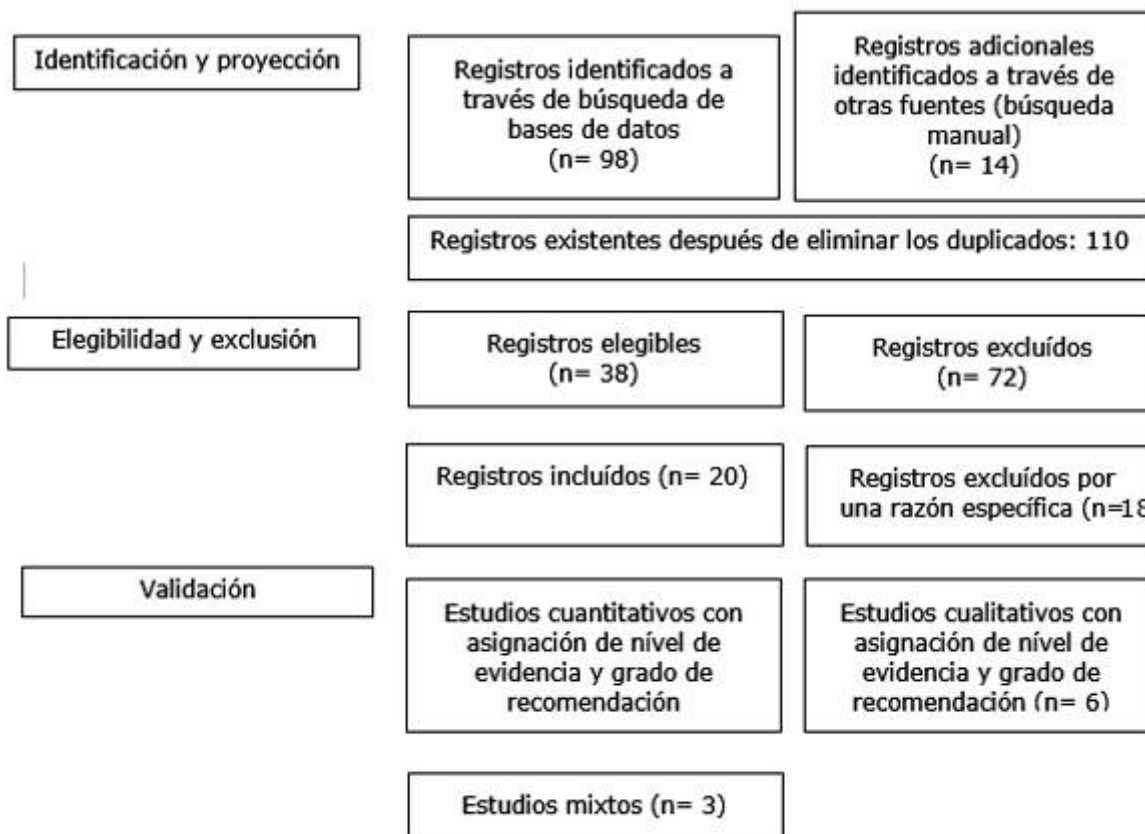 Identificación y proyección
Registros identificados a
través de búsqueda de
bases de datos
(n= 98)
Registros adicionales
identificados a través de
otras fuentes (búsqueda
manual)
(n= 14)
Registros existentes después de eliminar los duplicados: 110
Elegibilidad y exclusión
Registros elegibles
(n= 38)
Registros excluídos
(n= 72)
Registros incluídos (n= 20)
Registros excluídos por
una razón específica (n=18
Validación
Estudios cuantitativos con
asignación de nível de
evidencia y grado de
recomendación
Estudios cualitativos con
asignación de nível de
evidencia y grado de
recomendación (n= 6)
Estudios mixtos (n= 3)